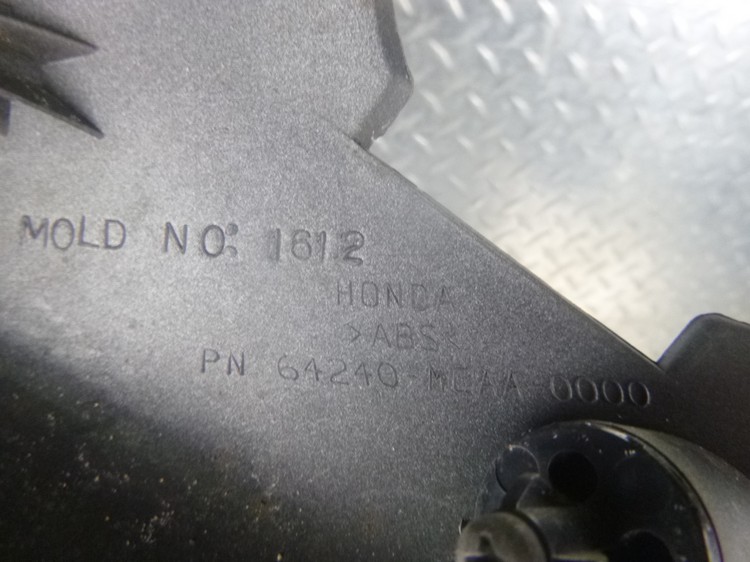 MOLD NO: 1612
HONDA
>ABS<
PN 64240-MCAA-0000